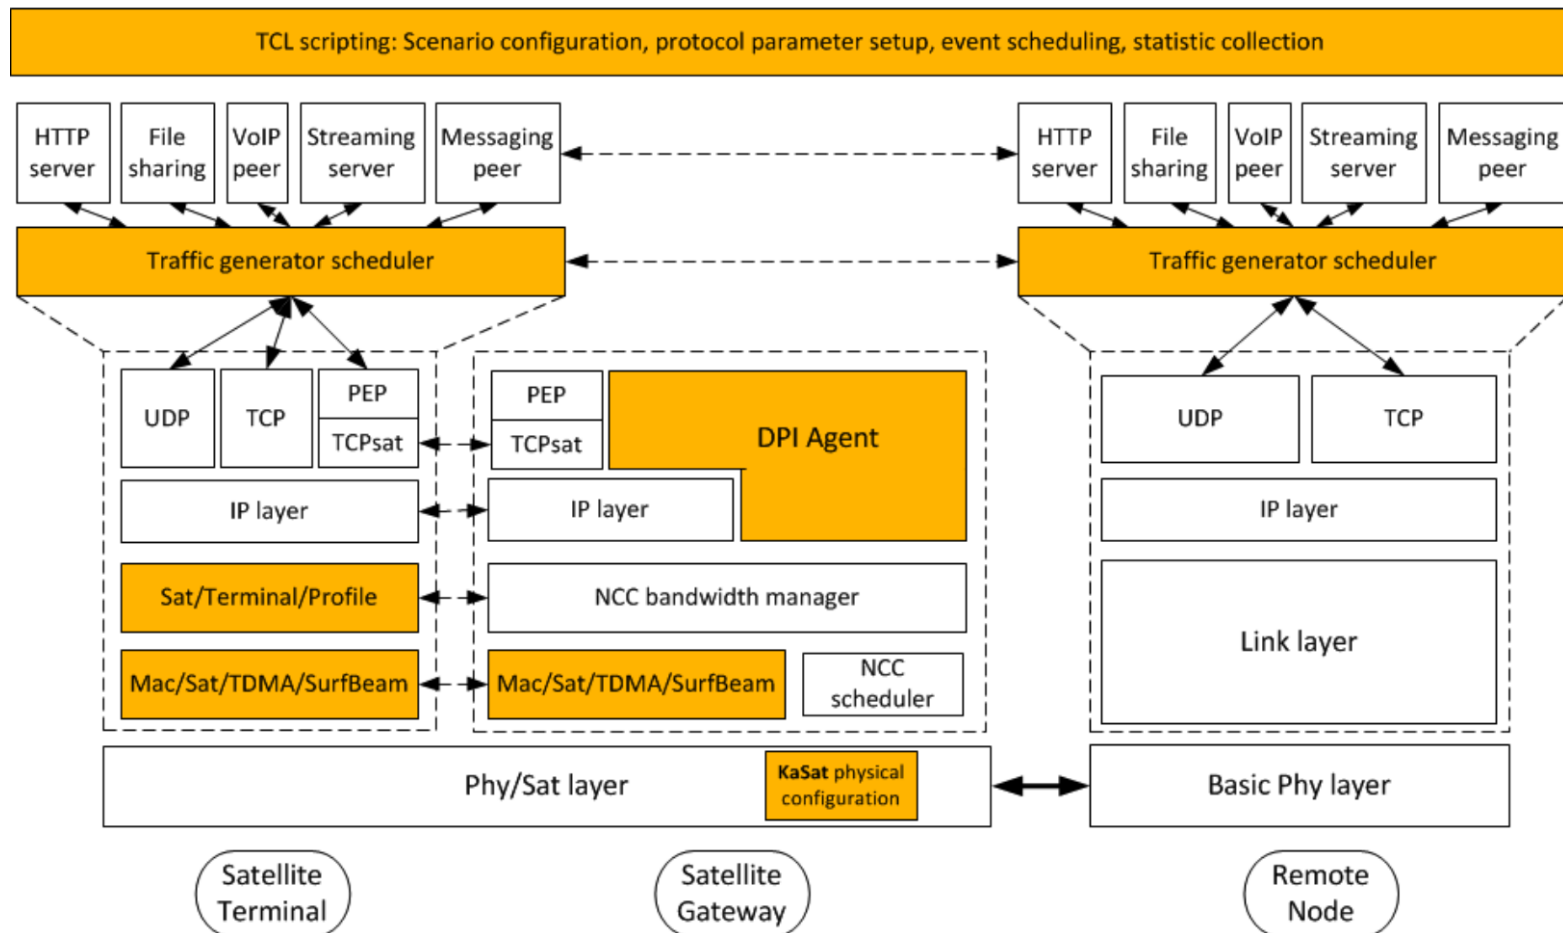 TCL scripting: Scenario configuration, protocol parameter setup, event scheduling, statistic collection
HTTP
server
File
sharing
VoIP
peer
Streaming
server
Messaging
peer
HTTP
server
File
sharing
VoIP
peer
Streaming
server
Messaging
peer
Traffic generator scheduler
Traffic generator scheduler
UDP
TCP
PEP
TCPsat
PEP
TCPsat
DPI Agent
UDP
TCP
IP layer
IP layer
IP layer
Sat/Terminal/Profile
NCC bandwidth manager
Link layer
Mac/Sat/TDMA/SurfBeam
Mac/Sat/TDMA/SurfBeam
NCC
scheduler
Phy/Sat layer
KaSat physical
configuration
Basic Phy layer
Satellite
Terminal
Satellite
Gateway
Remote
Node